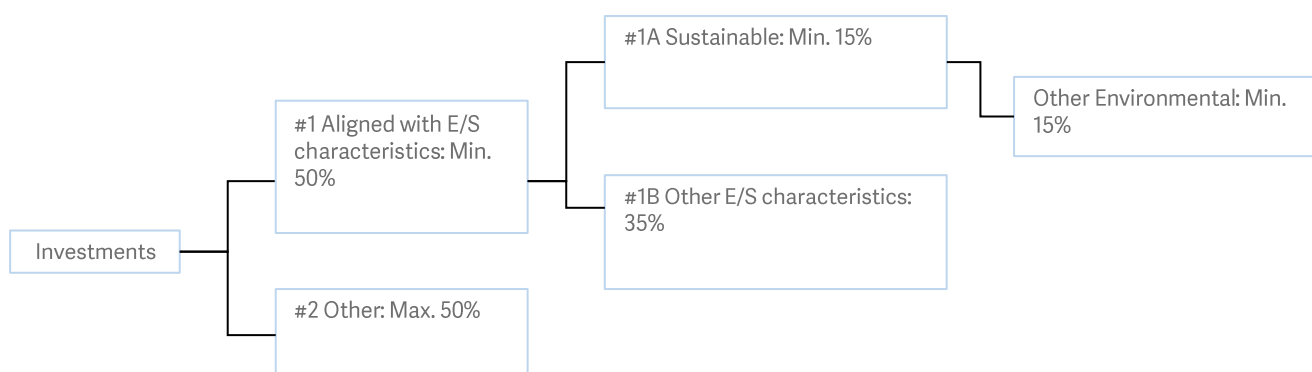 #1A Sustainable: Min. 15%
Other Environmental: Min.
15%
#1 Aligned with E/S
characteristics: Min.
50%
#1B Other E/S characteristics:
35%
Investments
#2 Other: Max. 50%